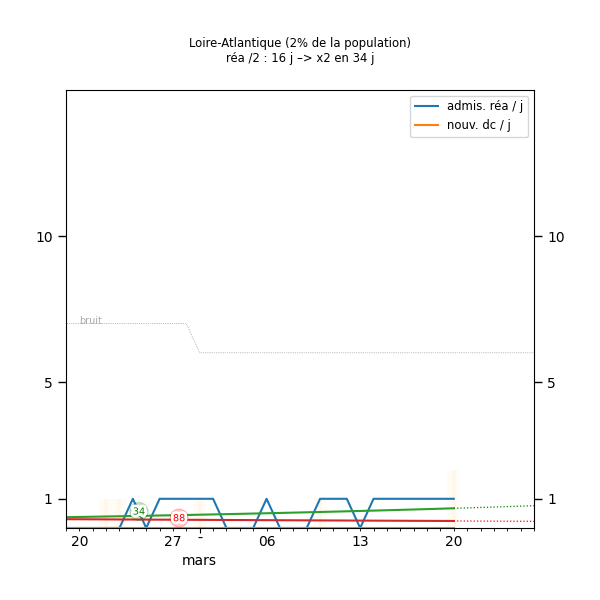 Loire-Atlantique (2% de la population)
réa /2 : 16 j –> x2 en 34 j
admis. réa / j
nouv. dc / j
10
10
bruit
5
5
34
88
1
1
20
27
-
06
13
20
mars